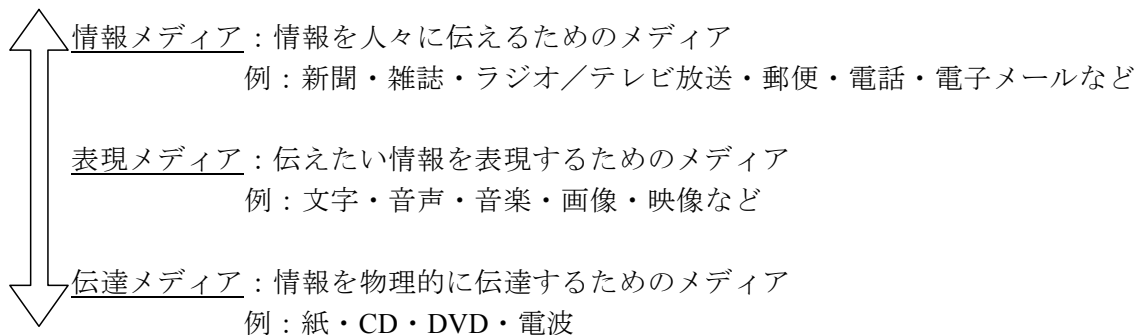 情報メディア：情報を人々に伝えるためのメディア
例：新聞・雑誌・ラジオ／テレビ放送・郵便・電話・電子メールなど
表現メディア：伝えたい情報を表現するためのメディア
例：文字・音声・音楽・画像・映像など
伝達メディア：情報を物理的に伝達するためのメディア
例：紙・CD・DVD・電波